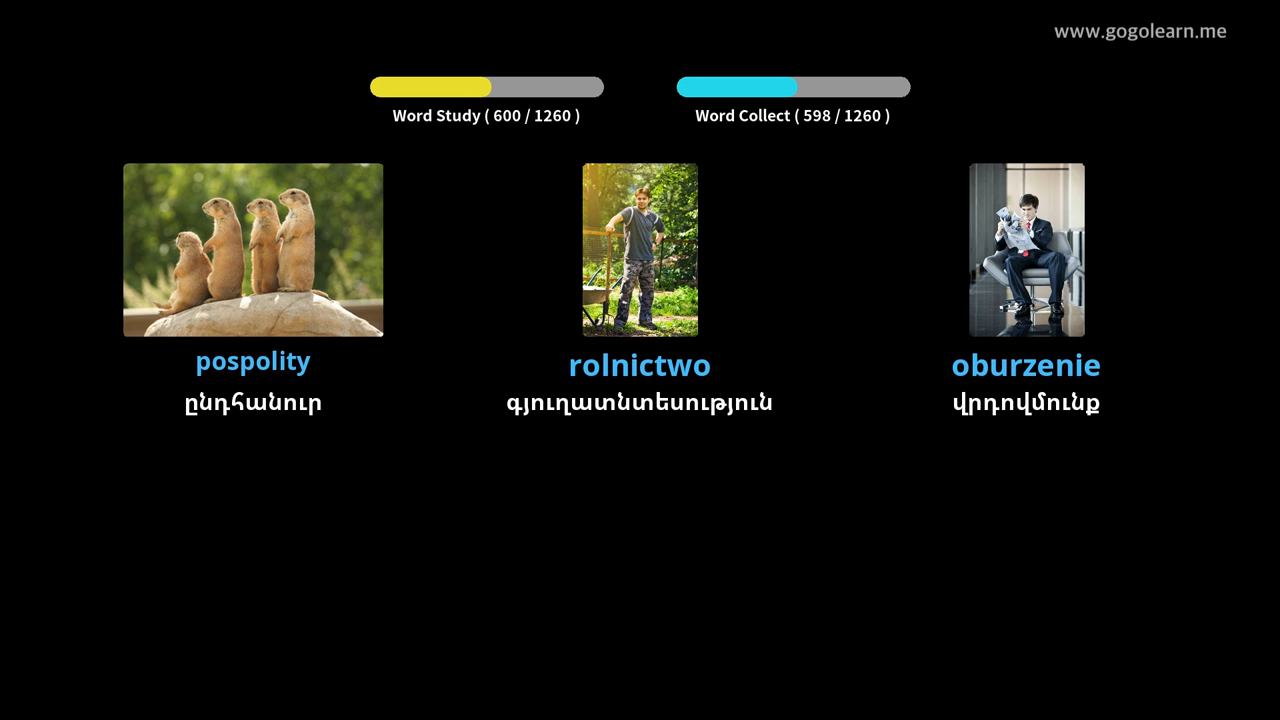 www.gogolearn.me
Word Study ( 600 / 1260 )
Word Collect ( 598 / 1260 )
pospolity
rolnictwo
oburzenie
ընդհանուր
գյուղատնտեսություն
վրդովմունք